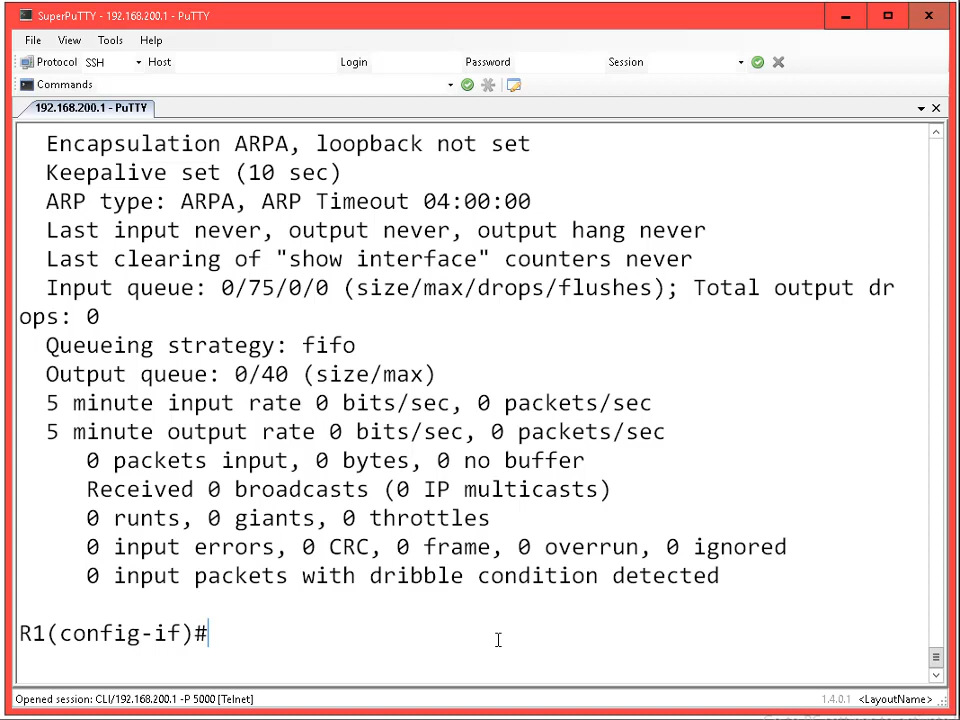 SuperPuTTY - 192.168.200.1 - PuTTY
File View Tools Help
Protocol SSH Host Login Password Session
Commands
192.168.200.1 - PuTTY
Encapsulation ARPA, loopback not set
Keepalive set (10 sec)
ARP type: ARPA, ARP Timeout 04:00:00
Last input never, output never, output hang never
Last clearing of "show interface" counters never
Input queue: 0/75/0/0 (size/max/drops/flushes); Total output dr
ops: 0
Queueing strategy: fifo
Output queue: 0/40 (size/max)
5 minute input rate 0 bits/sec, 0 packets/sec
5 minute output rate 0 bits/sec, 0 packets/sec
0 packets input, 0 bytes, 0 no buffer
Received 0 broadcasts (0 IP multicasts)
0 runts, 0 giants, 0 throttles
0 input errors, 0 CRC, 0 frame, 0 overrun, 0 ignored
0 input packets with dribble condition detected
R1(config-if)#
Opened session: CLI/192.168.200.1 -P 5000 [Telnet] 1.4.0.1 <LayoutName>